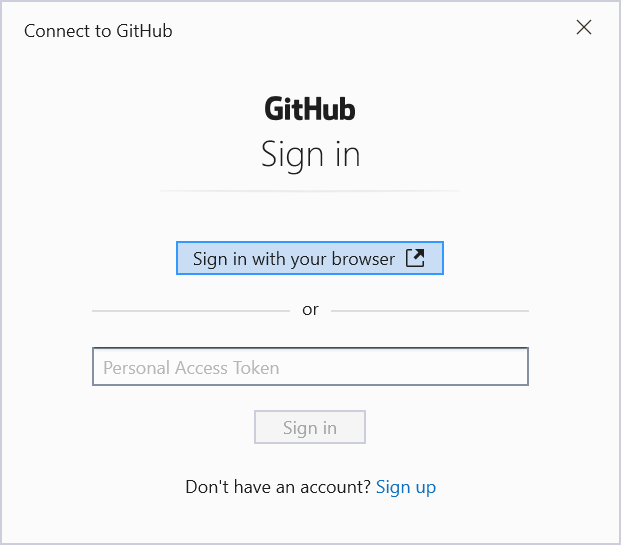 Connect to GitHub
GitHub
Sign in
Sign in with your browser
or
Personal Access Token
Sign in
Don't have an account? Sign up